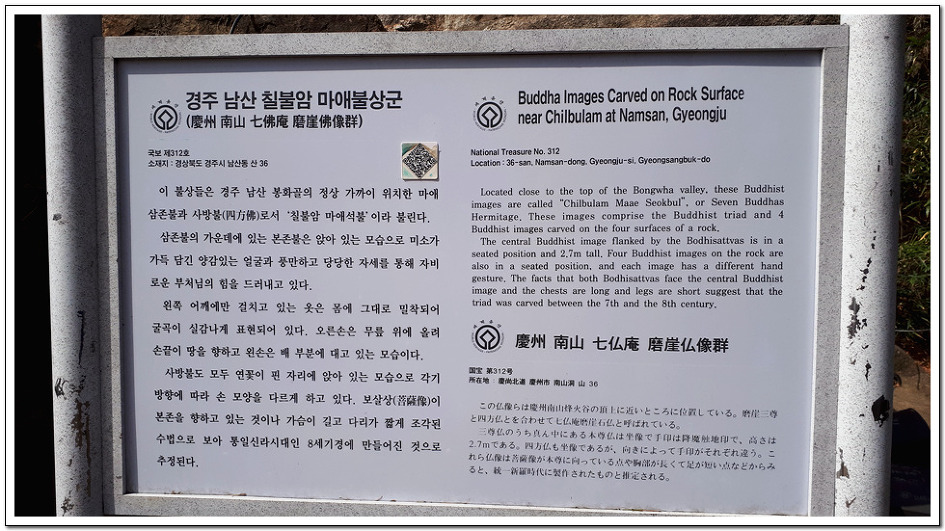 경주 남산 칠불암 마애불상군
(慶州 南山 七佛庵 磨崖佛像群)
국보 제312호
소재지 : 경상북도 경주시 남산동 산 36
이 불상들은 경주 남산 봉화골의 정상 가까이 위치한 마애
삼존불과 사방불(四方佛)로서 '칠불암 마애석불'이라 불린다.
삼존불의 가운데에 있는 본존불은 앉아 있는 모습으로 미소가
가득 담긴 양감있는 얼굴과 풍만하고 당당한 자세를 통해 자비
로운 부처님의 힘을 드러내고 있다.
왼쪽 어깨에만 걸치고 있는 옷은 몸에 그대로 밀착되어
굴곡이 실감나게 표현되어 있다. 오른손은 무릎 위에 올려
손끝이 땅을 향하고 왼손은 배 부분에 대고 있는 모습이다.
사방불도 모두 연꽃이 핀 자리에 앉아 있는 모습으로 각기
방향에 따라 손 모양을 다르게 하고 있다. 보살상(菩薩像)이
본존을 향하고 있는 것이나 가슴이 길고 다리가 짧게 조각된
수법으로 보아 통일신라시대인 8세기경에 만들어진 것으로
추정된다.
Buddha Images Carved on Rock Surface
near Chilbulam at Namsan, Gyeongju
National Treasure No. 312
Location : 36-san, Namsan-dong, Gyeongju-si, Gyeongsangbuk-do
Located close to the top of the Bongwha valley, these Buddhist
images are called "Chilbulam Maae Seokbul", or Seven Buddhas
Hermitage. These images comprise the Buddhist triad and 4
Buddhist images carved on the four surfaces of a rock.
The central Buddhist image flanked by the Bodhisattvas is in a
seated position and 2.7m tall. Four Buddhist images on the rock are
also in a seated position, and each image has a different hand
gesture. The facts that both Bodhisattvas face the central Buddhist
image and the chests are long and legs are short suggest that the
triad was carved between the 7th and the 8th century.
慶州 南山 七仏庵 磨崖仏像群
国宝 第312号
所在地 : 慶尚北道 慶州市 南山洞 山 36
この仏像らは慶州南山烽火谷の頂上に近いところに位置している。磨崖三尊
と四方仏とを合わせて七仏庵磨崖石仏と呼ばれている。
三尊仏のうち真ん中にある本尊仏は坐像で手印は降魔触地印で、高さは
2.7mである。四方仏も坐像であるが、向きによって手印がそれぞれ違う。こ
れら仏像は菩薩像が本尊に向っている点や胸部が長くて足が短い点などからみ
ると、統一新羅時代に製作されたものと推定される。